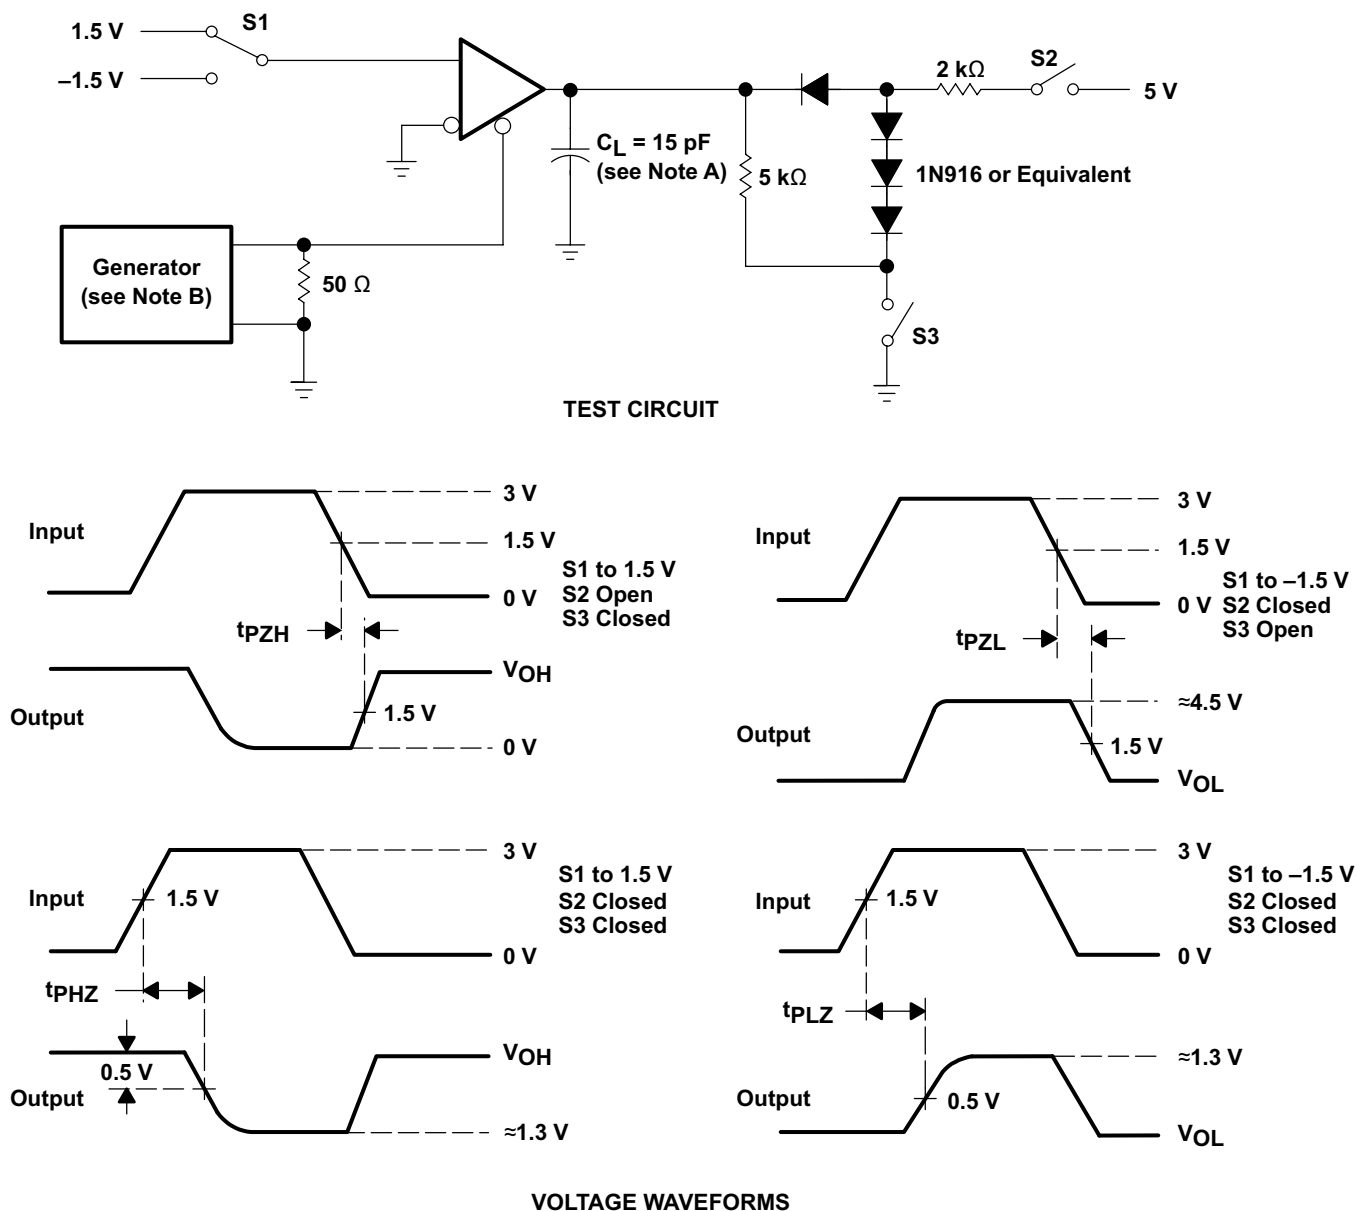 1.5 V
S1
–1.5 V
2 kΩ
S2
5 V
CL = 15 pF
(see Note A)
5 kΩ
1N916 or Equivalent
Generator
(see Note B)
50 Ω
S3
TEST CIRCUIT
Input
3 V
1.5 V
0 V
S1 to 1.5 V
S2 Open
S3 Closed
tPZH
Output
VOH
1.5 V
0 V
Input
3 V
1.5 V
0 V
S1 to –1.5 V
S2 Closed
S3 Open
tPZL
Output
≈4.5 V
1.5 V
VOL
Input
3 V
1.5 V
0 V
S1 to 1.5 V
S2 Closed
S3 Closed
tPHZ
0.5 V
Output
VOH
≈1.3 V
Input
3 V
1.5 V
0 V
S1 to –1.5 V
S2 Closed
S3 Closed
tPLZ
Output
≈1.3 V
0.5 V
VOL
VOLTAGE WAVEFORMS